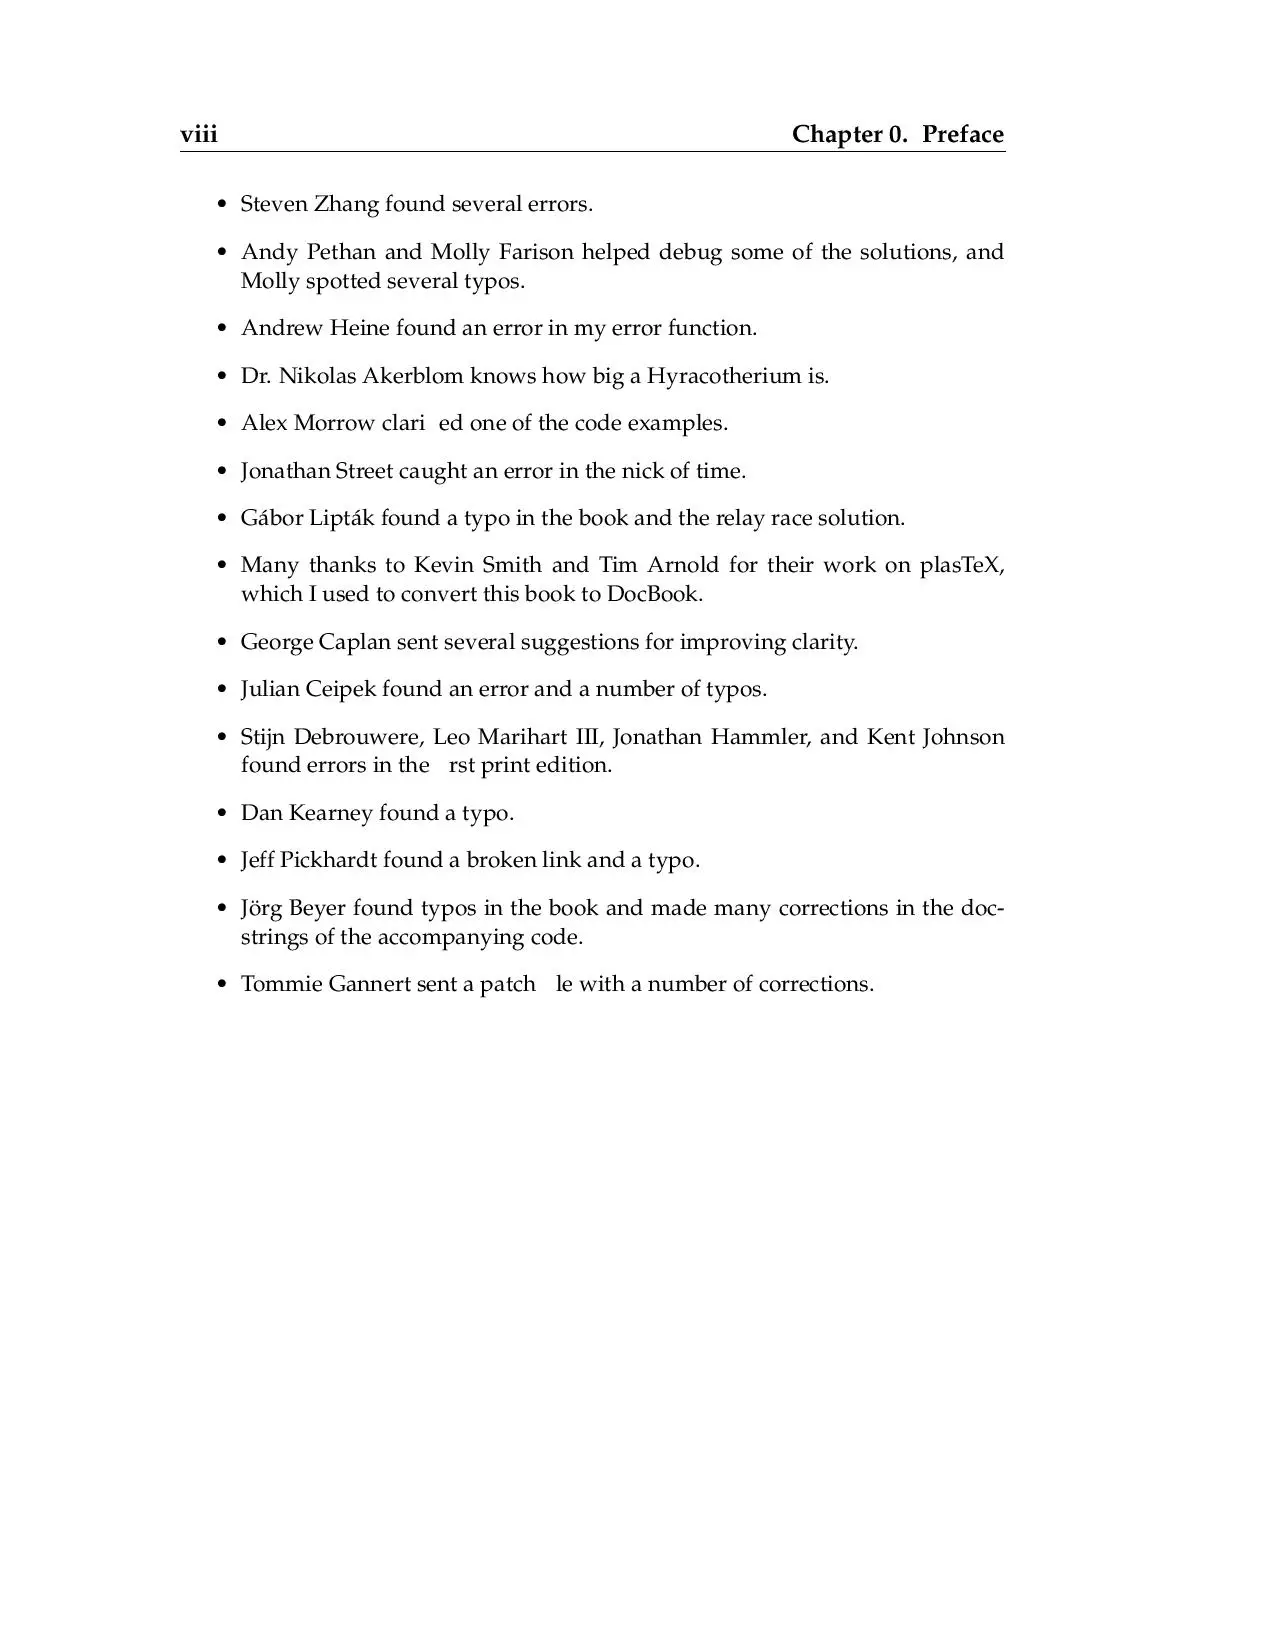 viii Chapter 0. Preface
• Steven Zhang found several errors.
• Andy Pethan and Molly Farison helped debug some of the solutions, and
Molly spotted several typos.
• Andrew Heine found an error in my error function.
• Dr. Nikolas Akerblom knows how big a Hyracotherium is.
• Alex Morrow clari ed one of the code examples.
• Jonathan Street caught an error in the nick of time.
• Gábor Lipták found a typo in the book and the relay race solution.
• Many thanks to Kevin Smith and Tim Arnold for their work on plasTeX,
which I used to convert this book to DocBook.
• George Caplan sent several suggestions for improving clarity.
• Julian Ceipek found an error and a number of typos.
• Stijn Debrouwere, Leo Marihart III, Jonathan Hammler, and Kent Johnson
found errors in the rst print edition.
• Dan Kearney found a typo.
• Jeff Pickhardt found a broken link and a typo.
• Jörg Beyer found typos in the book and made many corrections in the doc-
strings of the accompanying code.
• Tommie Gannert sent a patch le with a number of corrections.